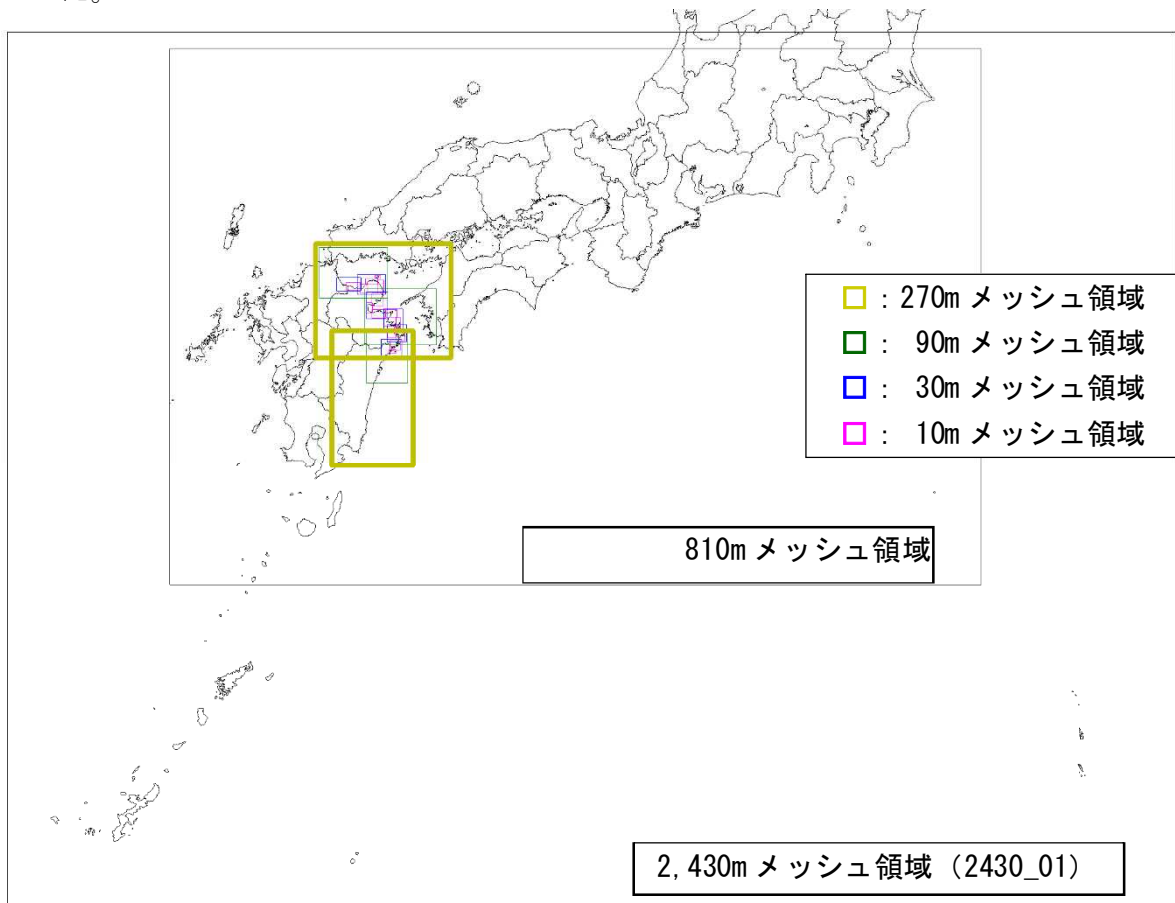 た。
: 270m メッシュ領域
: 90m メッシュ領域
: 30m メッシュ領域
: 10m メッシュ領域
810m メッシュ領域
2,430m メッシュ領域（2430_01）